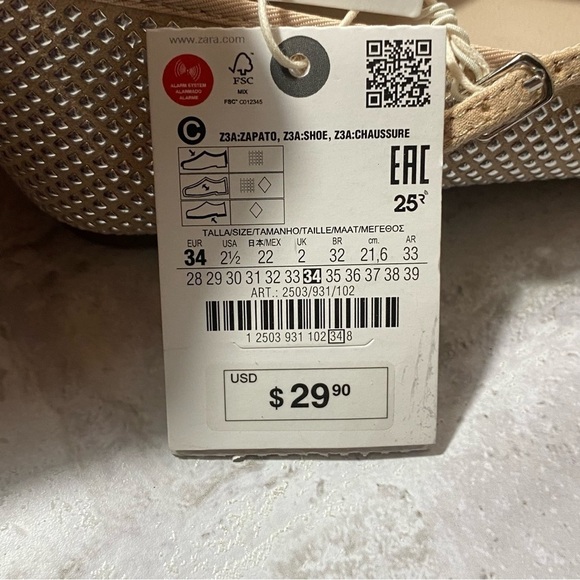 www.zara.com
ALARM SYSTEM
ALARMADO
ALARME
FSC
MIX
FSC® C012345
C Z3A:ZAPATO, Z3A:SHOE, Z3A:CHAUSSURE
EAC
TALLA/SIZE/TAMANHO/TAILLE/MAAT/ΜΕΓΕΘΟΣ
EUR USA 日本/MEX UK BR cm. AR
34 2½ 22 2 32 21,6 33
28 29 30 31 32 33 34 35 36 37 38 39
ART.: 2503/931/102
1 2503 931 102 34 8
USD
$ 29 90